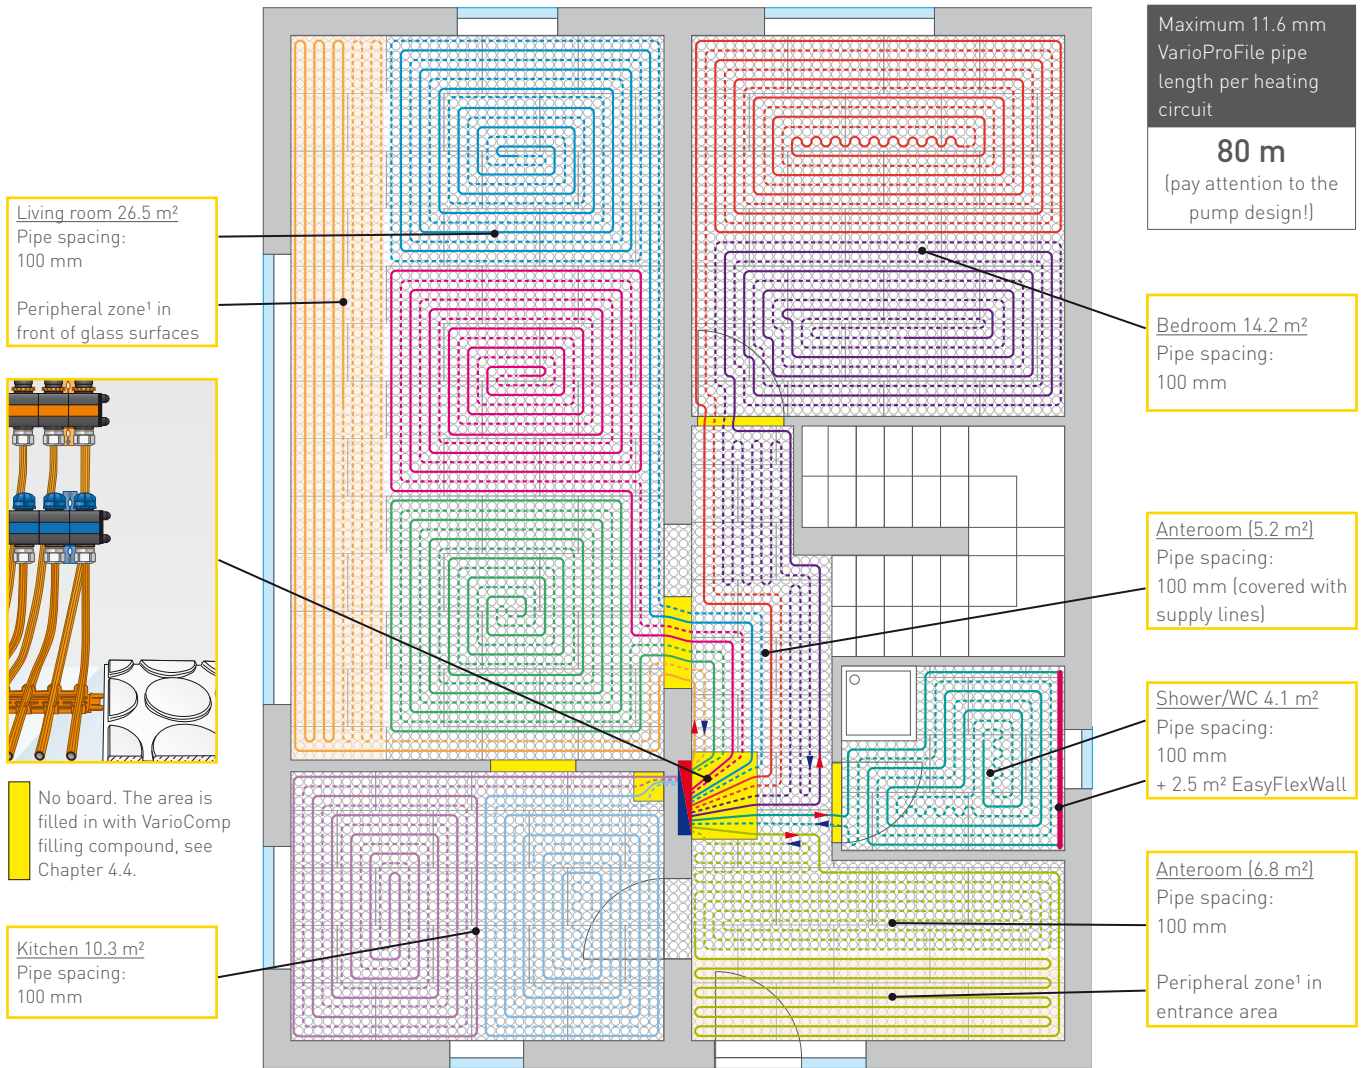 Maximum 11.6 mm
VarioProFile pipe
length per heating
circuit
80 m
(pay attention to the
pump design!)
Living room 26.5 m²
Pipe spacing:
100 mm
Peripheral zone¹ in
front of glass surfaces
Bedroom 14.2 m²
Pipe spacing:
100 mm
Anteroom (5.2 m²)
Pipe spacing:
100 mm (covered with
supply lines)
Shower/WC 4.1 m²
Pipe spacing:
100 mm
+ 2.5 m² EasyFlexWall
No board. The area is
filled in with VarioComp
filling compound, see
Chapter 4.4.
Anteroom (6.8 m²)
Pipe spacing:
100 mm
Peripheral zone¹ in
entrance area
Kitchen 10.3 m²
Pipe spacing:
100 mm